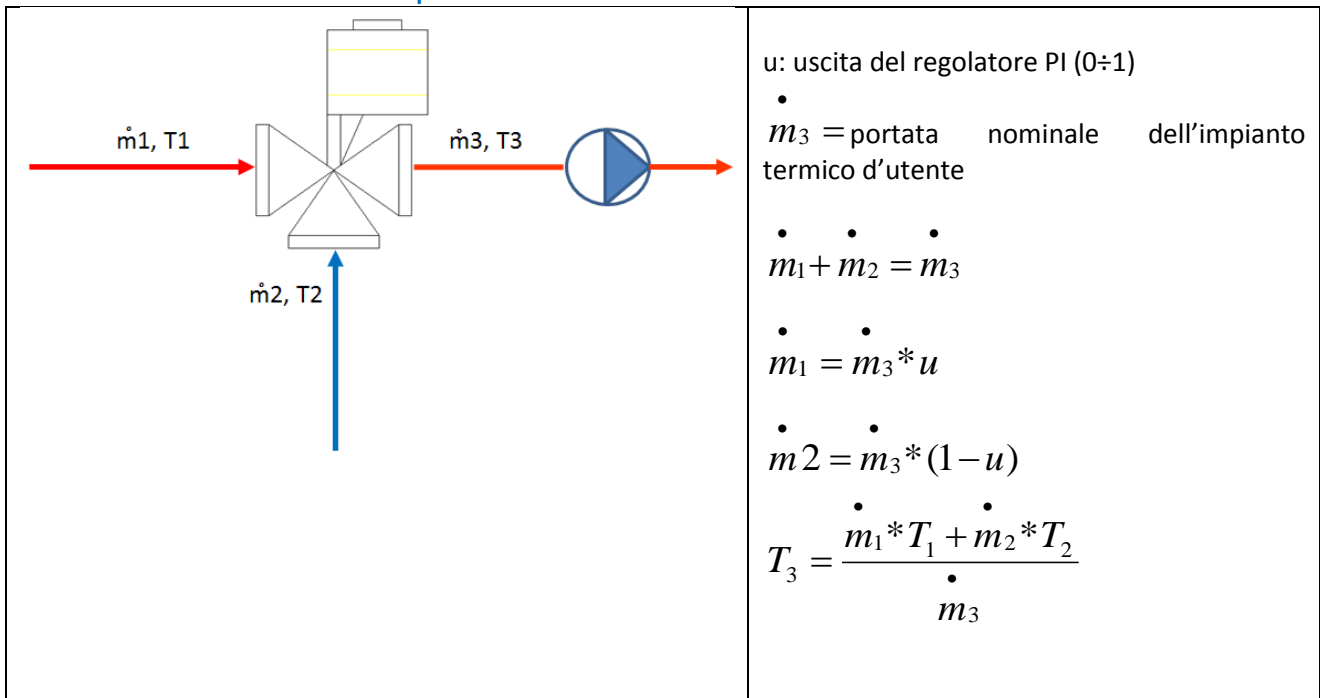 ṁ1, T1
ṁ3, T3
ṁ2, T2
u: uscita del regolatore PI (0÷1)
ṁ₃ = portata nominale dell’impianto
termico d’utente
ṁ₁ + ṁ₂ = ṁ₃
ṁ₁ = ṁ₃ * u
ṁ2 = ṁ₃ * (1 − u)
T₃ = (ṁ₁ * T₁ + ṁ₂ * T₂) / ṁ₃